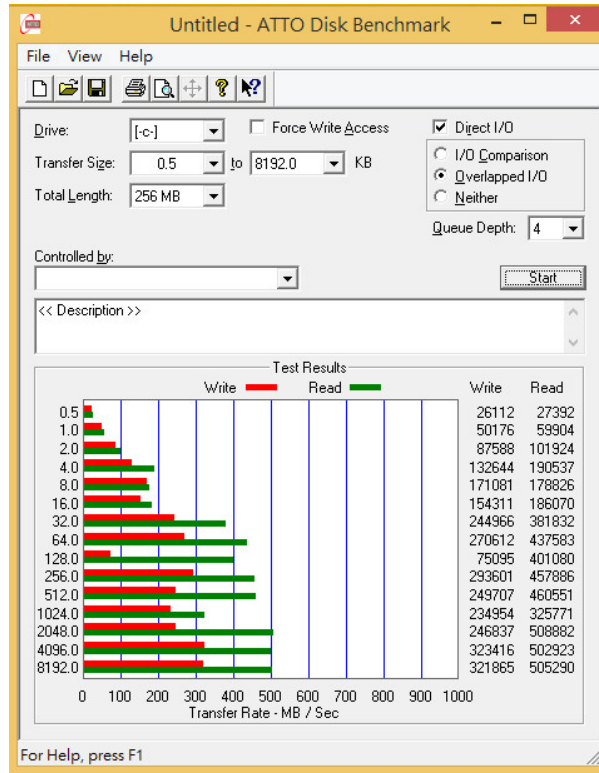 Untitled - ATTO Disk Benchmark
File View Help
Drive: [-c-] Force Write Access Direct I/O
Transfer Size: 0.5 to 8192.0 KB I/O Comparison
Overlapped I/O
Total Length: 256 MB Neither
Queue Depth: 4
Controlled by:
Start
<< Description >>
Test Results
Write Read Write Read
0.5 26112 27392
1.0 50176 59904
2.0 87588 101924
4.0 132644 190537
8.0 171081 178826
16.0 154311 186070
32.0 244966 381832
64.0 270612 437583
128.0 75095 401080
256.0 293601 457886
512.0 249707 460551
1024.0 234954 325771
2048.0 246837 508882
4096.0 323416 502923
8192.0 321865 505290
0 100 200 300 400 500 600 700 800 900 1000
Transfer Rate - MB / Sec
For Help, press F1